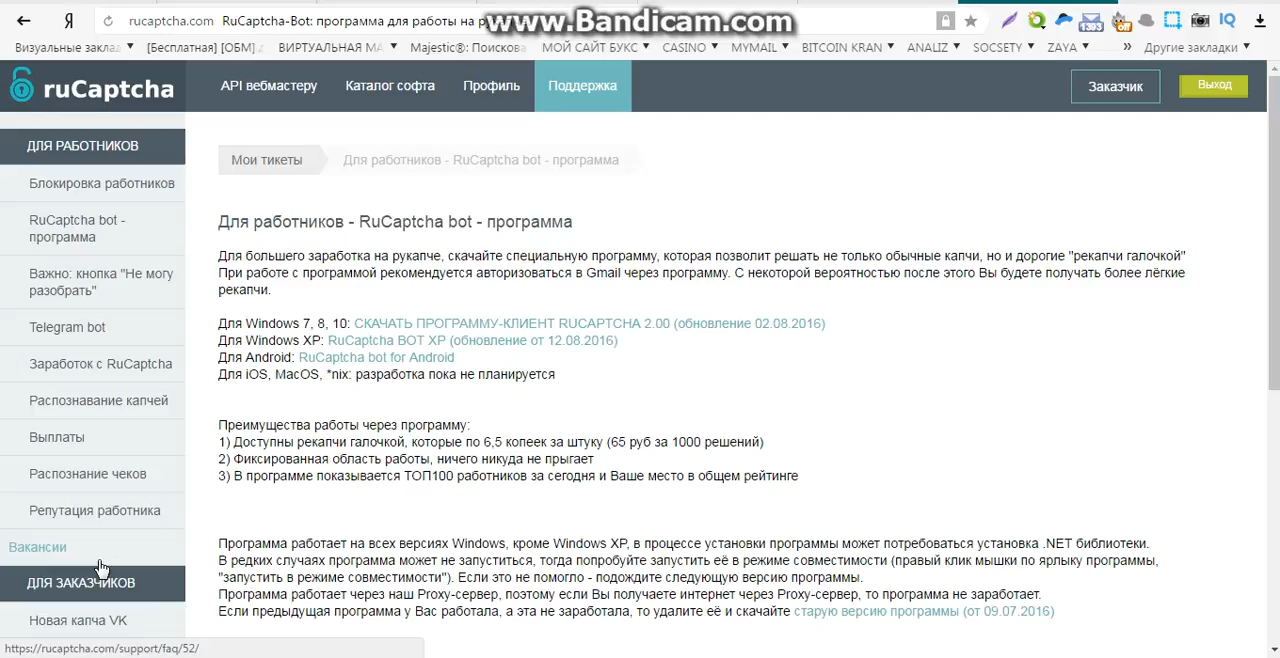 Я rucaptcha.com RuCaptcha-Bot: программа для работы на р
www.Bandicam.com
1393
off
IQ
Визуальные заклад [Бесплатная] [ОБМ] ВИРТУАЛЬНАЯ МА Majestic®: Поискова МОЙ САЙТ БУКС CASINO MYMAIL BITCOIN KRAN ANALIZ SOCSETY ZAYA » Другие закладки
ruCaptcha API вебмастеру Каталог софта Профиль Поддержка Заказчик Выход
ДЛЯ РАБОТНИКОВ
Блокировка работников
RuCaptcha bot -
программа
Важно: кнопка "Не могу
разобрать"
Telegram bot
Заработок с RuCaptcha
Распознавание капчей
Выплаты
Распознание чеков
Репутация работника
Вакансии
ДЛЯ ЗАКАЗЧИКОВ
Новая капча VK
https://rucaptcha.com/support/faq/52/
Мои тикеты Для работников - RuCaptcha bot - программа
Для работников - RuCaptcha bot - программа
Для большего заработка на рукапче, скачайте специальную программу, которая позволит решать не только обычные капчи, но и дорогие "рекапчи галочкой"
При работе с программой рекомендуется авторизоваться в Gmail через программу. С некоторой вероятностью после этого Вы будете получать более лёгкие
рекапчи.
Для Windows 7, 8, 10: СКАЧАТЬ ПРОГРАММУ-КЛИЕНТ RUCAPTCHA 2.00 (обновление 02.08.2016)
Для Windows XP: RuCaptcha BOT XP (обновление от 12.08.2016)
Для Android: RuCaptcha bot for Android
Для iOS, MacOS, *nix: разработка пока не планируется
Преимущества работы через программу:
1) Доступны рекапчи галочкой, которые по 6,5 копеек за штуку (65 руб за 1000 решений)
2) Фиксированная область работы, ничего никуда не прыгает
3) В программе показывается ТОП100 работников за сегодня и Ваше место в общем рейтинге
Программа работает на всех версиях Windows, кроме Windows XP, в процессе установки программы может потребоваться установка .NET библиотеки.
В редких случаях программа может не запуститься, тогда попробуйте запустить её в режиме совместимости (правый клик мышки по ярлыку программы,
"запустить в режиме совместимости"). Если это не помогло - подождите следующую версию программы.
Программа работает через наш Proxy-сервер, поэтому если Вы получаете интернет через Proxy-сервер, то программа не заработает.
Если предыдущая программа у Вас работала, а эта не заработала, то удалите её и скачайте старую версию программы (от 09.07.2016)